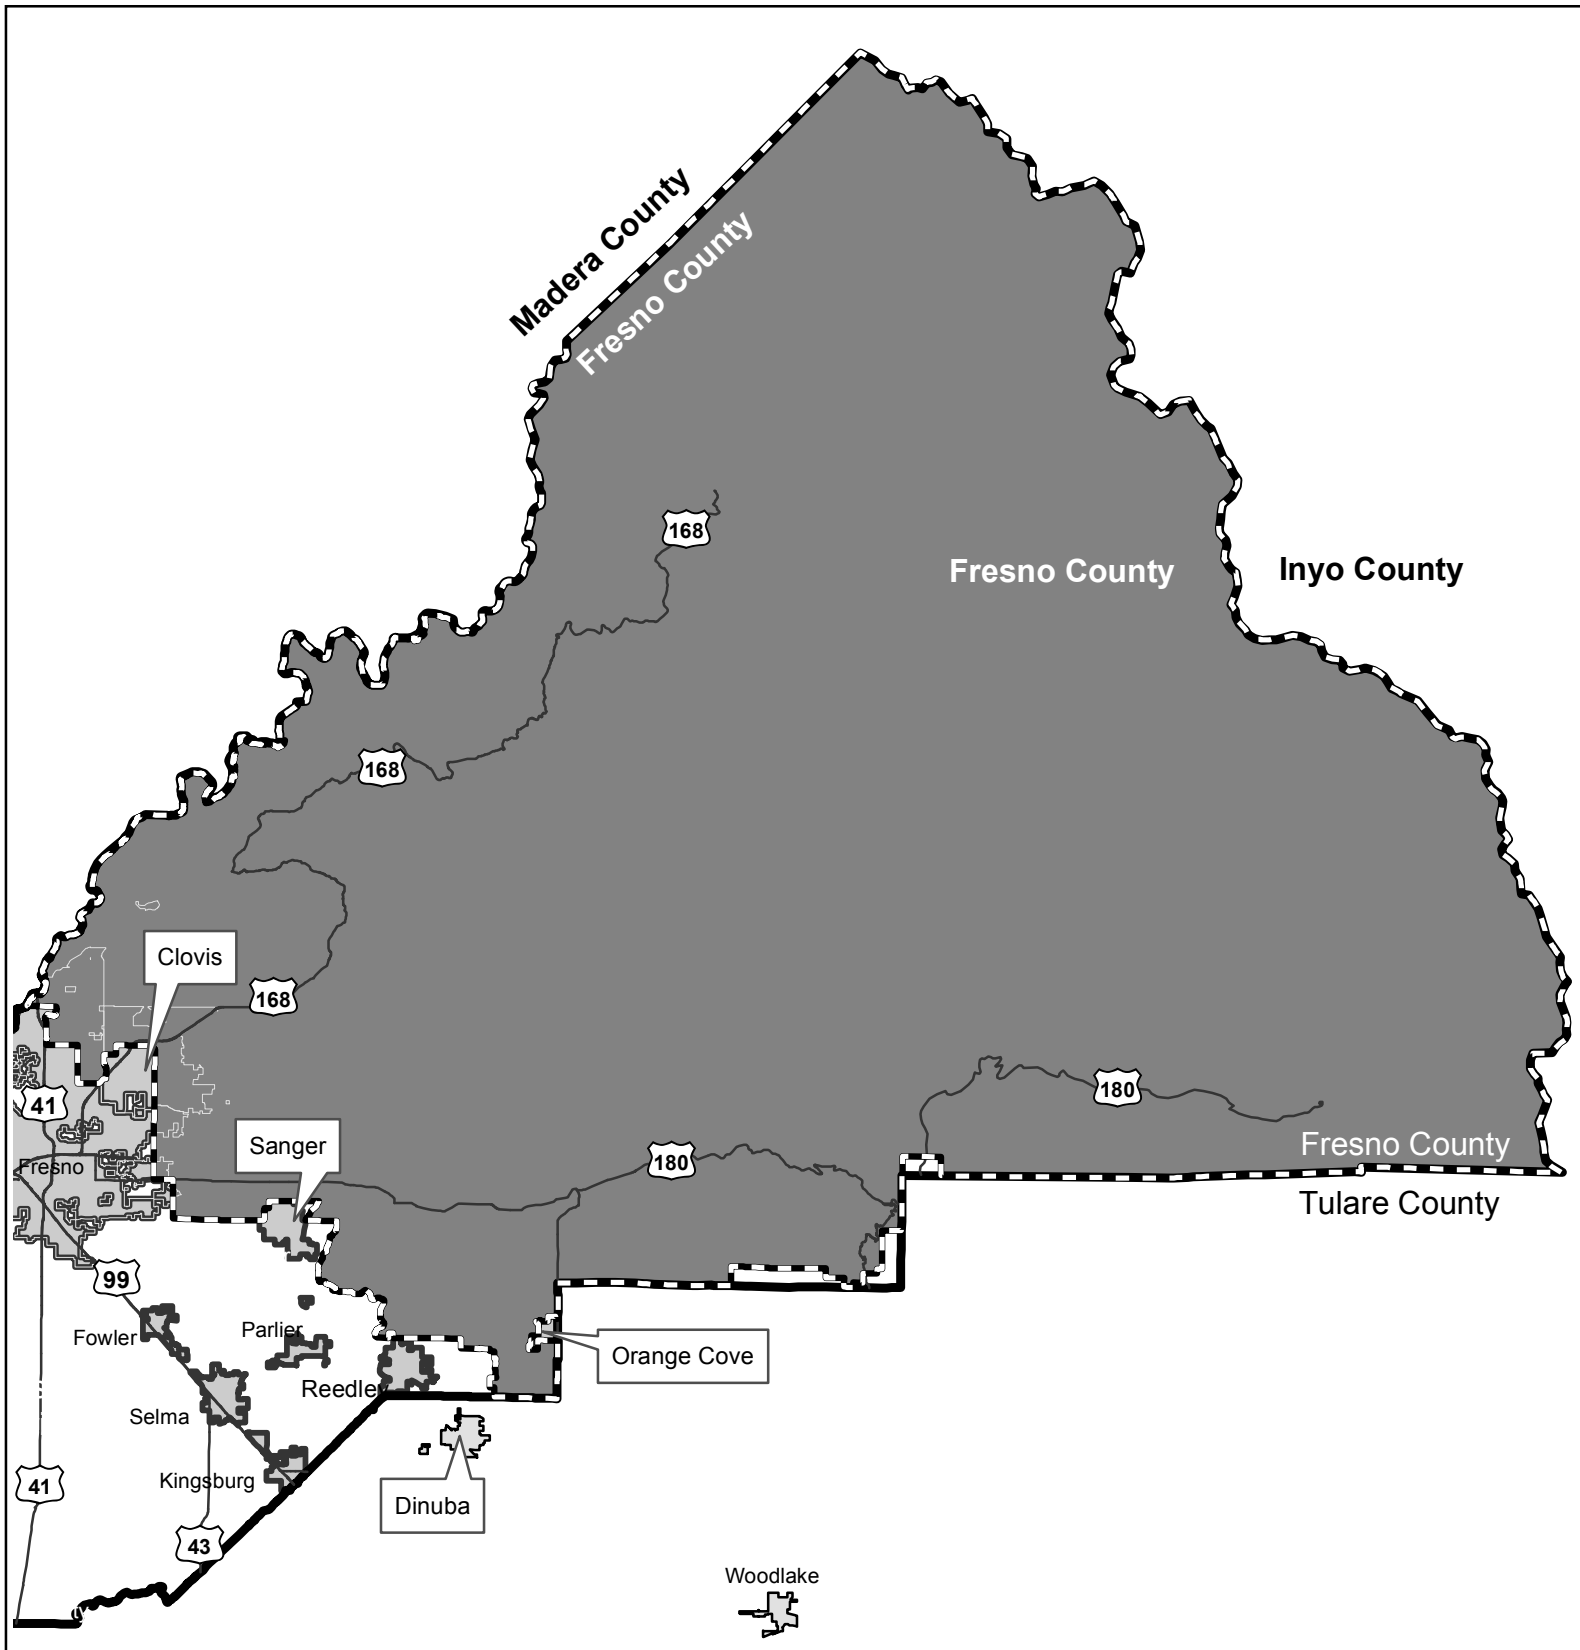 Madera County
Fresno County
168
Fresno County
Inyo County
168
Clovis
168
41
180
Sanger
Fresno County
Fresno
180
Tulare County
99
Fowler
Parlier
Orange Cove
Reedley
Selma
Kingsburg
41
Dinuba
43
Woodlake